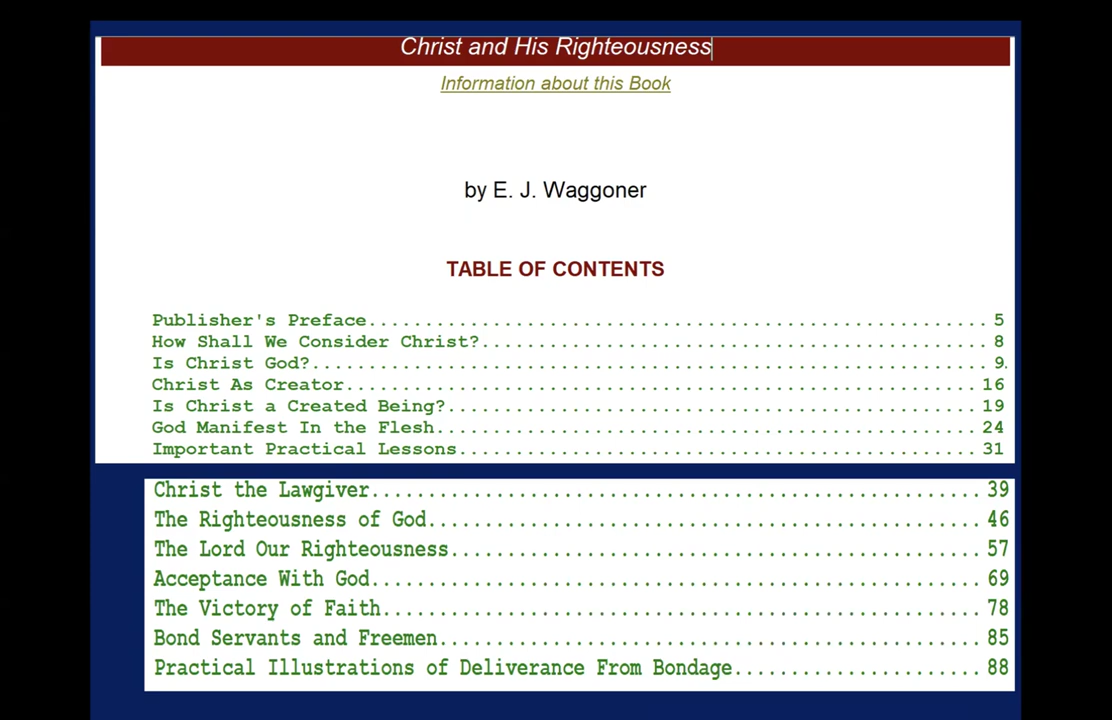 Christ and His Righteousness
Information about this Book
by E. J. Waggoner
TABLE OF CONTENTS
Publisher's Preface....................................................... 5
How Shall We Consider Christ?............................................. 8
Is Christ God?............................................................ 9.
Christ As Creator........................................................ 16
Is Christ a Created Being?............................................... 19
God Manifest In the Flesh................................................ 24
Important Practical Lessons.............................................. 31
Christ the Lawgiver...................................................... 39
The Righteousness of God................................................. 46
The Lord Our Righteousness............................................... 57
Acceptance With God...................................................... 69
The Victory of Faith..................................................... 78
Bond Servants and Freemen................................................ 85
Practical Illustrations of Deliverance From Bondage...................... 88